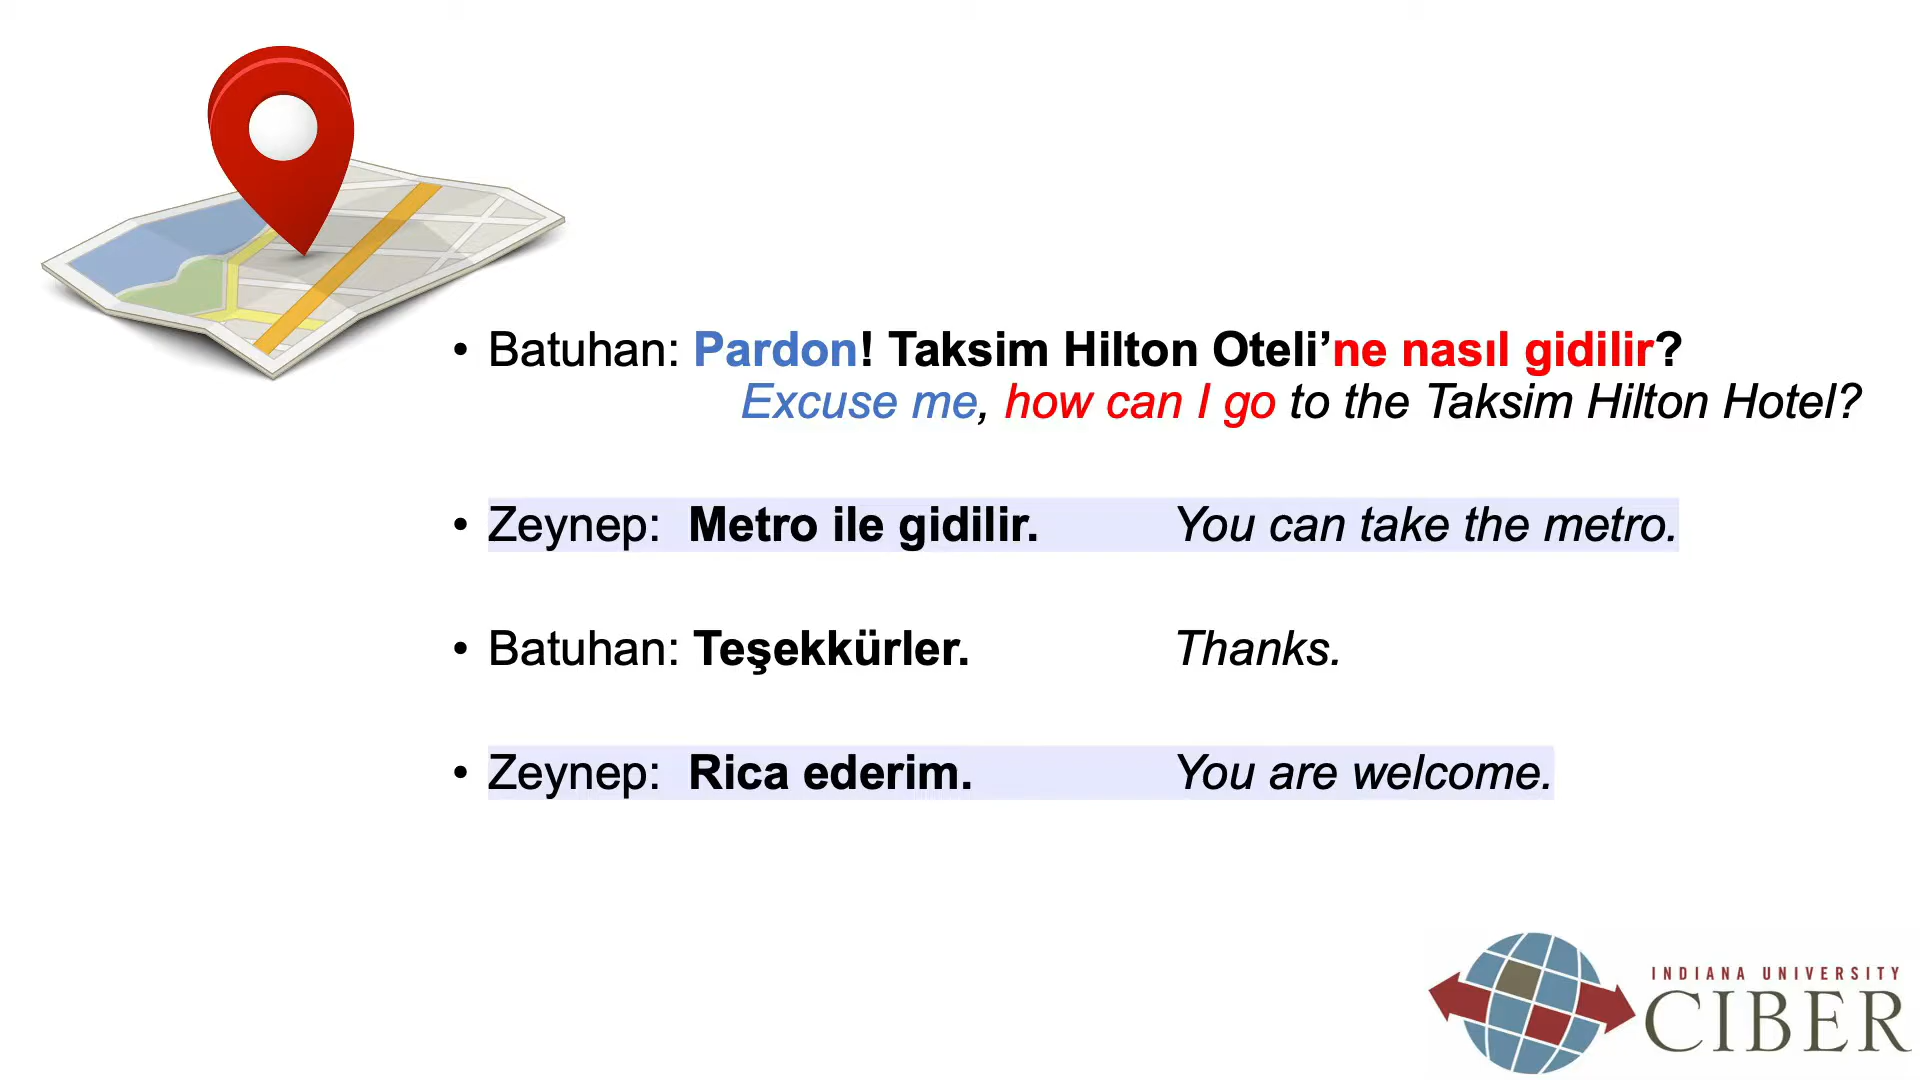 • Batuhan: Pardon! Taksim Hilton Oteli’ne nasıl gidilir?
Excuse me, how can I go to the Taksim Hilton Hotel?
• Zeynep: Metro ile gidilir. You can take the metro.
• Batuhan: Teşekkürler. Thanks.
• Zeynep: Rica ederim. You are welcome.
INDIANA UNIVERSITY
CIBER